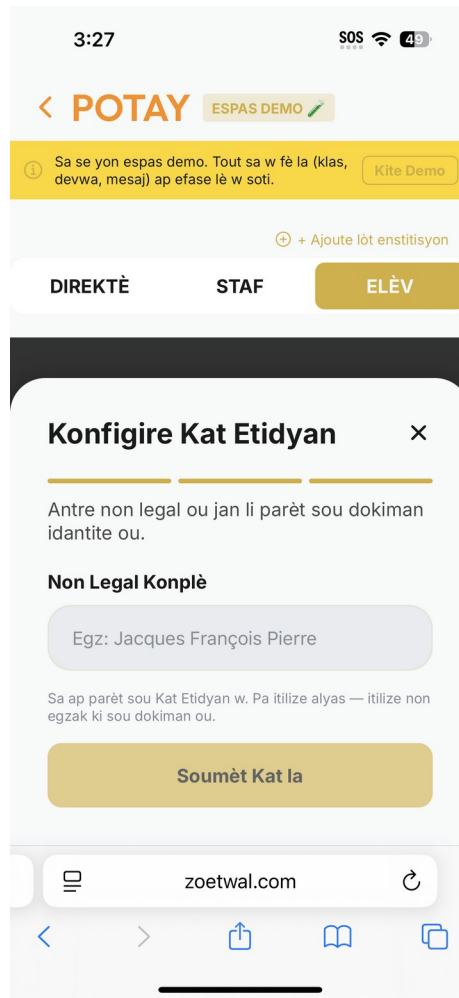 3:27
SOS
49
POTAY
ESPAS DEMO
Sa se yon espas demo. Tout sa w fè la (klas,
devwa, mesaj) ap efase lè w soti.
Kite Demo
+ Ajoute lòt enstitisyon
DIREKTÈ
STAF
ELÈV
Konfigire Kat Etidyan
Antre non legal ou jan li parèt sou dokiman
idantite ou.
Non Legal Konplè
Egz: Jacques François Pierre
Sa ap parèt sou Kat Etidyan w. Pa itilize alyas — itilize non
egzak ki sou dokiman ou.
Soumèt Kat la
zoetwal.com